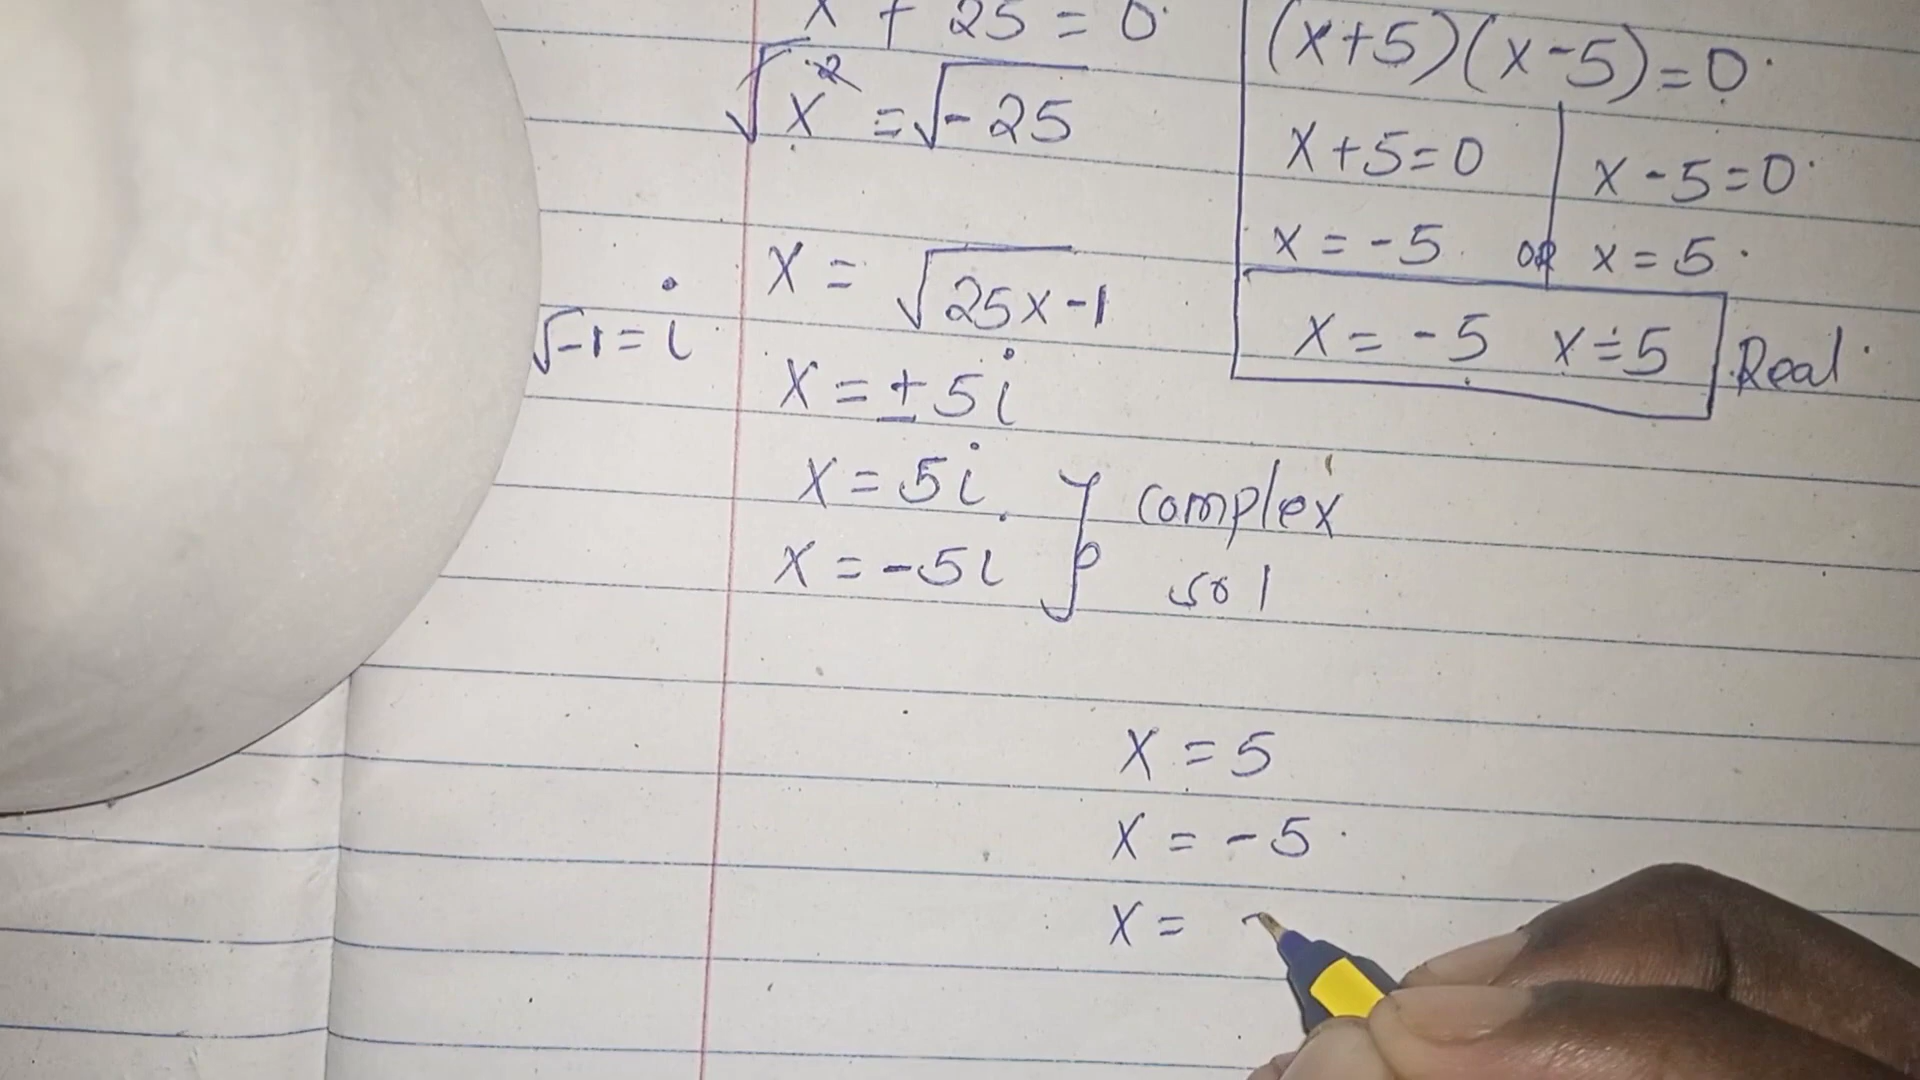 x + 25 = 0
√x² = √-25
√-1 = i
x = √25x-1
x = ±5i
x = 5i
x = -5i
complex
sol
(x+5)(x-5)=0
x+5=0
x-5=0
x = -5 OR x = 5
x = -5 x = 5 Real
x = 5
x = -5
x =